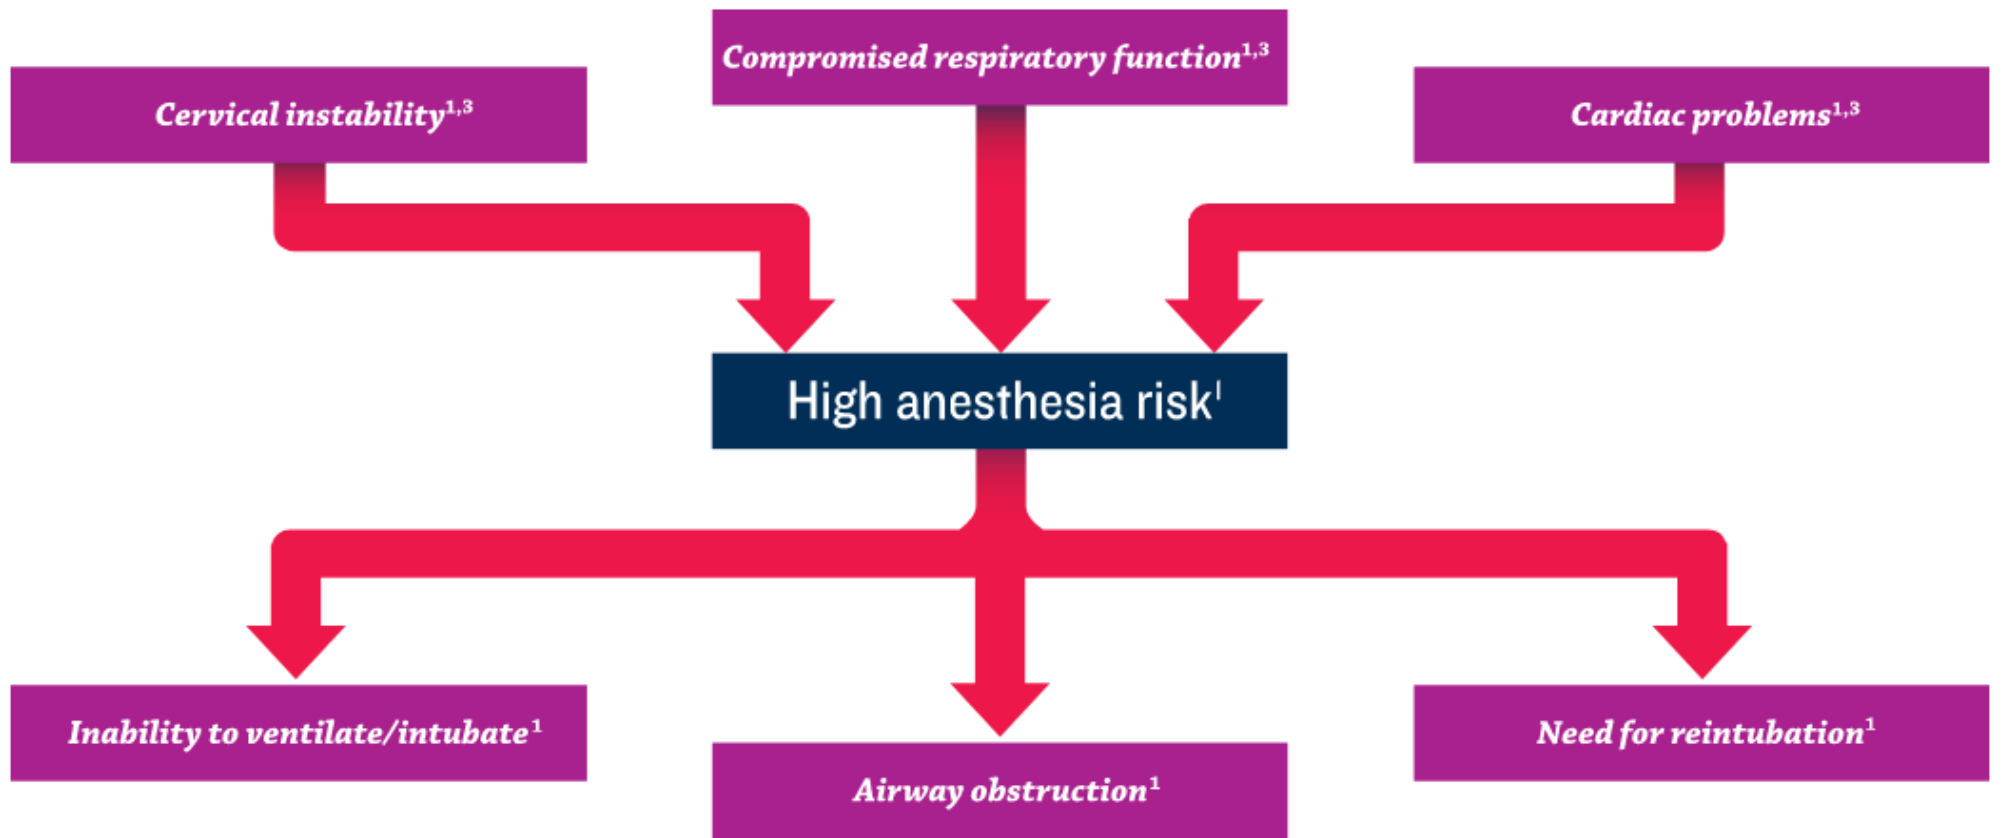 Compromised respiratory function¹,³
Cervical instability¹,³
Cardiac problems¹,³
High anesthesia risk¹
Inability to ventilate/intubate¹
Need for reintubation¹
Airway obstruction¹